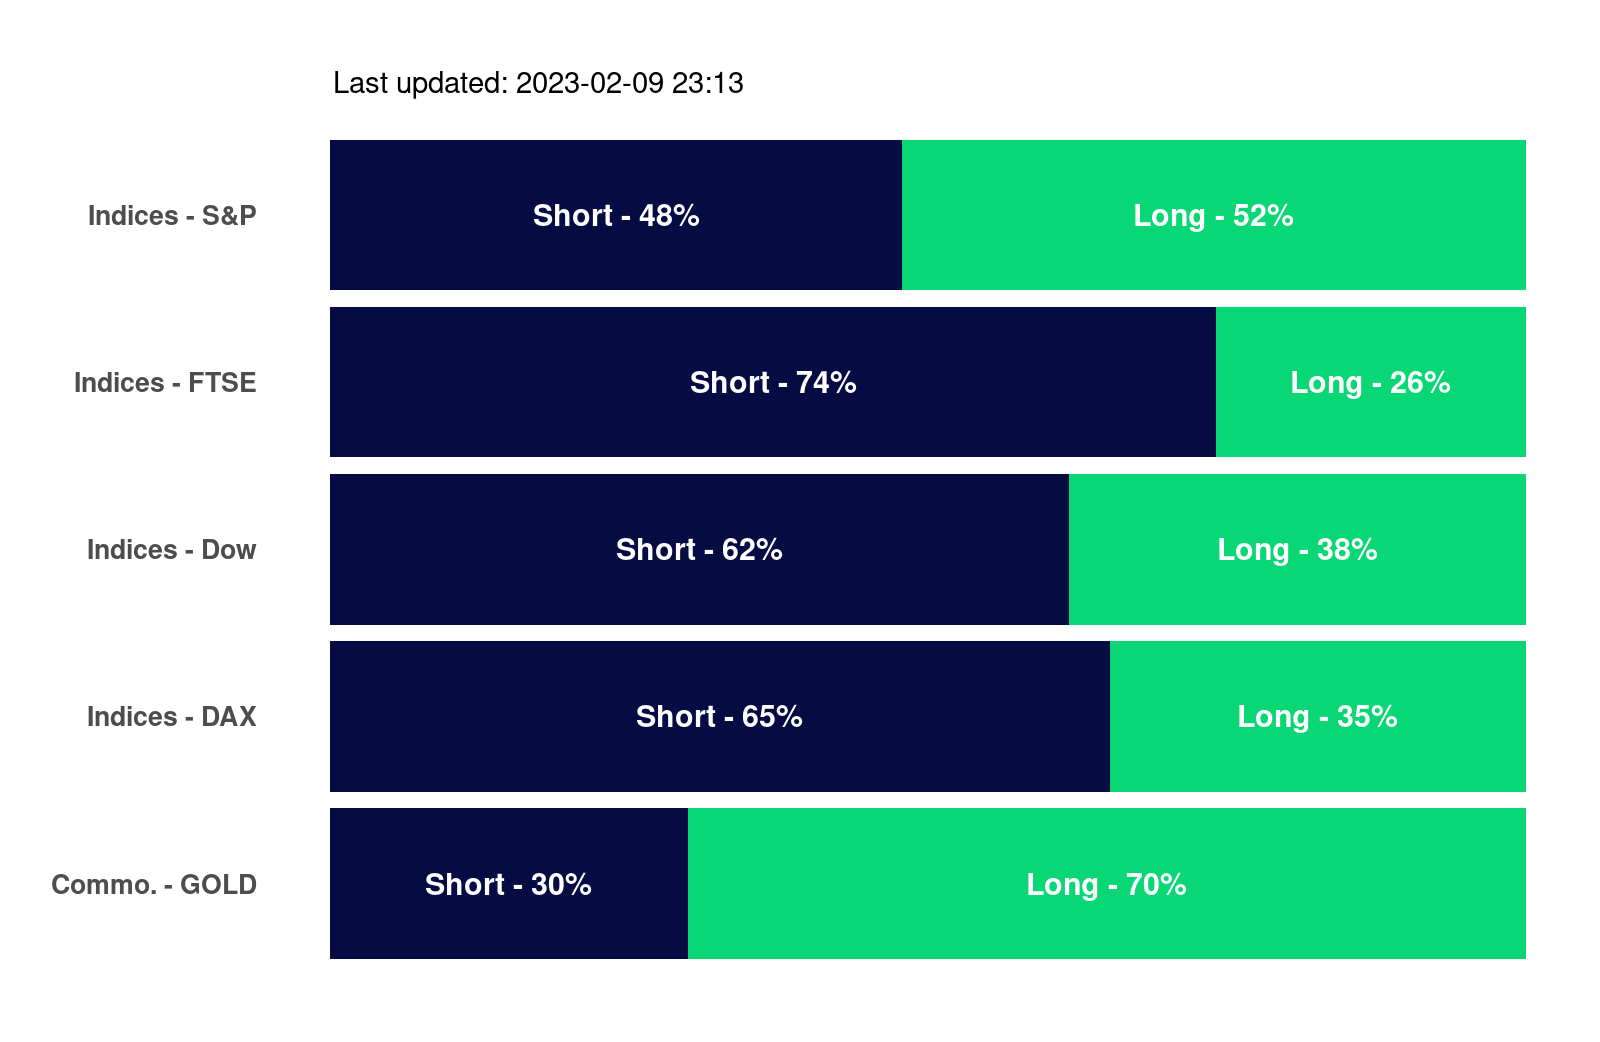 Last updated: 2023-02-09 23:13
Indices - S&P Short - 48% Long - 52%
Indices - FTSE Short - 74% Long - 26%
Indices - Dow Short - 62% Long - 38%
Indices - DAX Short - 65% Long - 35%
Commo. - GOLD Short - 30% Long - 70%